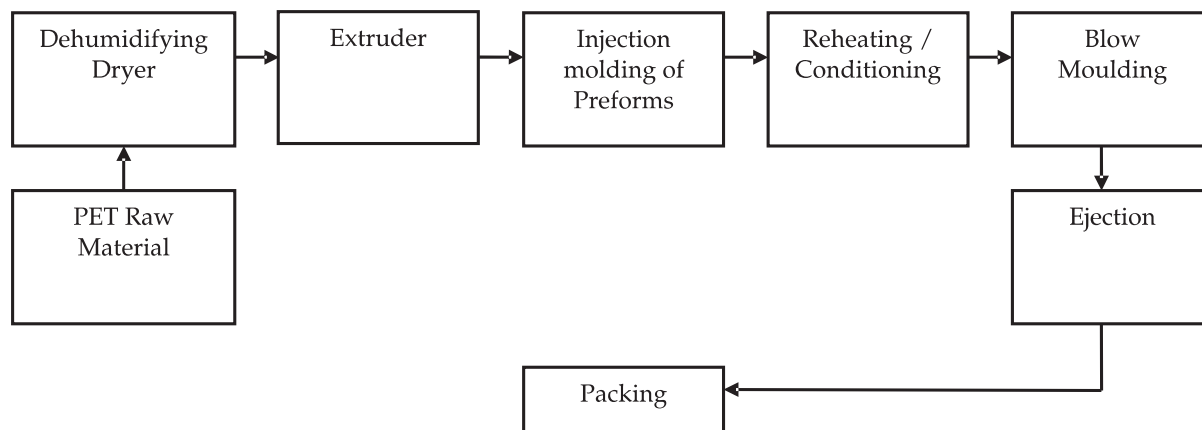 Dehumidifying
Dryer
Extruder
Injection
molding of
Preforms
Reheating /
Conditioning
Blow
Moulding
PET Raw
Material
Ejection
Packing